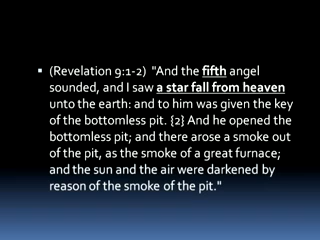 ▪ (Revelation 9:1-2) "And the fifth angel
sounded, and I saw a star fall from heaven
unto the earth: and to him was given the key
of the bottomless pit. {2} And he opened the
bottomless pit; and there arose a smoke out
of the pit, as the smoke of a great furnace;
and the sun and the air were darkened by
reason of the smoke of the pit."